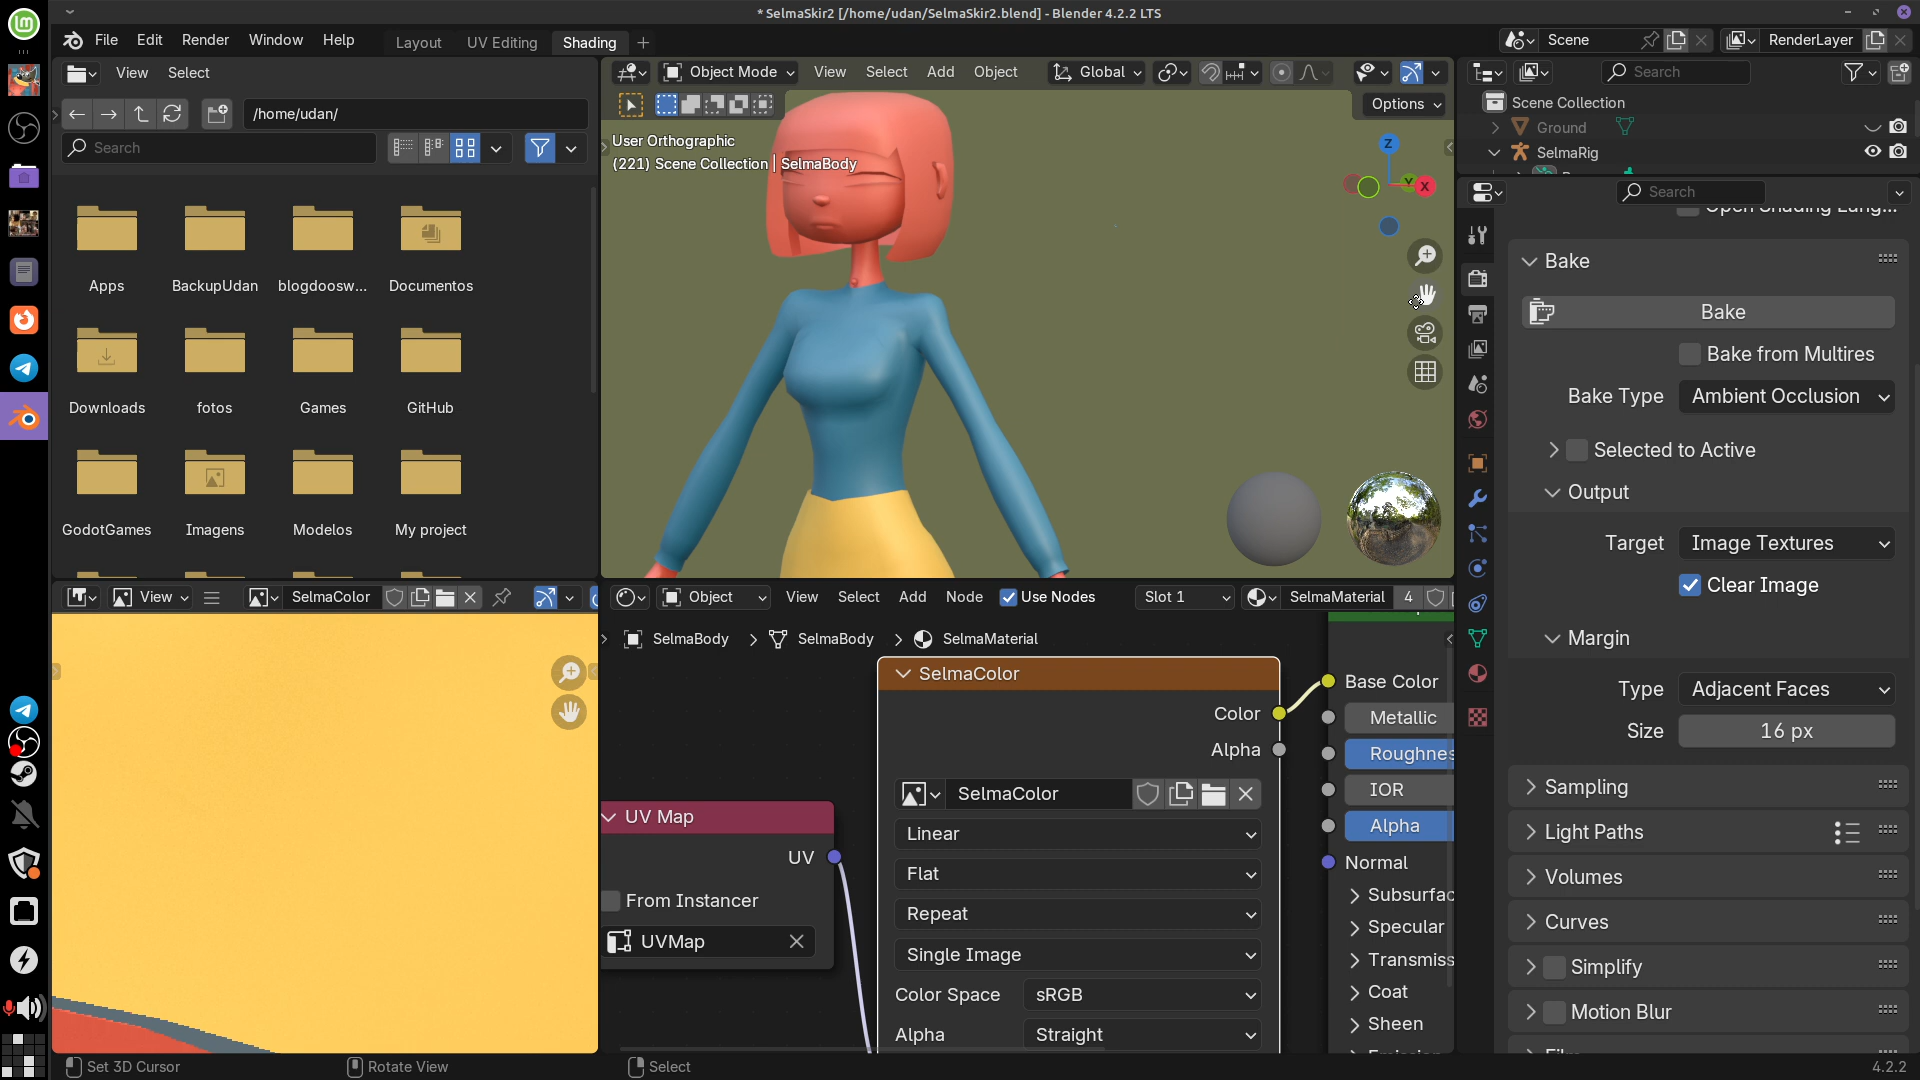 * SelmaSkir2 [/home/udan/SelmaSkir2.blend] - Blender 4.2.2 LTS
File Edit Render Window Help
Layout UV Editing Shading
Scene RenderLayer
View Select
/home/udan/
Search
Apps BackupUdan blogdoosw... Documentos
Downloads fotos Games GitHub
GodotGames Imagens Modelos My project
Object Mode View Select Add Object Global
Options
User Orthographic
(221) Scene Collection | SelmaBody
Z
Y X
Search
Scene Collection
Ground
SelmaRig
Search
Open Shading Lang...
Bake
Bake
Bake from Multires
Bake Type Ambient Occlusion
Selected to Active
Output
Target Image Textures
Clear Image
Margin
Type Adjacent Faces
Size 16 px
Sampling
Light Paths
Volumes
Curves
Simplify
Motion Blur
View SelmaColor
Object View Select Add Node Use Nodes Slot 1 SelmaMaterial 4
SelmaBody SelmaBody SelmaMaterial
SelmaColor
Color
Alpha
SelmaColor
Linear
Flat
Repeat
Single Image
Color Space sRGB
Alpha Straight
UV Map
UV
From Instancer
UVMap
Base Color
Metallic
Roughnes
IOR
Alpha
Normal
Subsurfac
Specular
Transmiss
Coat
Sheen
Set 3D Cursor Rotate View Select 4.2.2